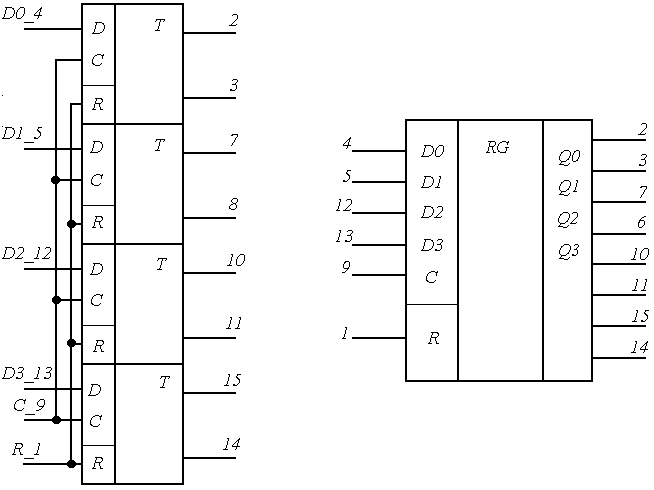 D0_4 D T 2
C
R 3
D1_5 D T 7
C
R 8
D2_12 D T 10
C
R 11
D3_13 D T 15
C_9 C
R_1 R 14
RG
2
4 D0 Q0 3
5 D1 Q1 7
12 D2 Q2 6
13 D3 Q3 10
9 C 11
15
1 R 14